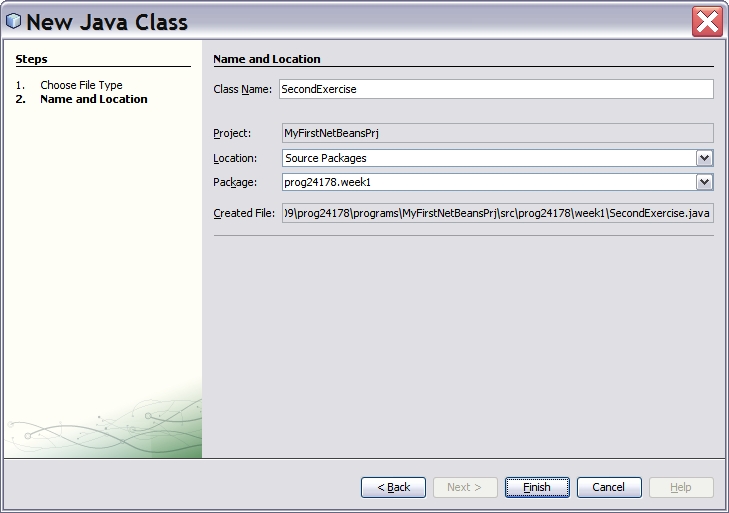 New Java Class
Steps
1. Choose File Type
2. Name and Location
Name and Location
Class Name: SecondExercise
Project: MyFirstNetBeansPrj
Location: Source Packages
Package: prog24178.week1
Created File: 09\prog24178\programs\MyFirstNetBeansPrj\src\prog24178\week1\SecondExercise.java
< Back
Next >
Finish
Cancel
Help